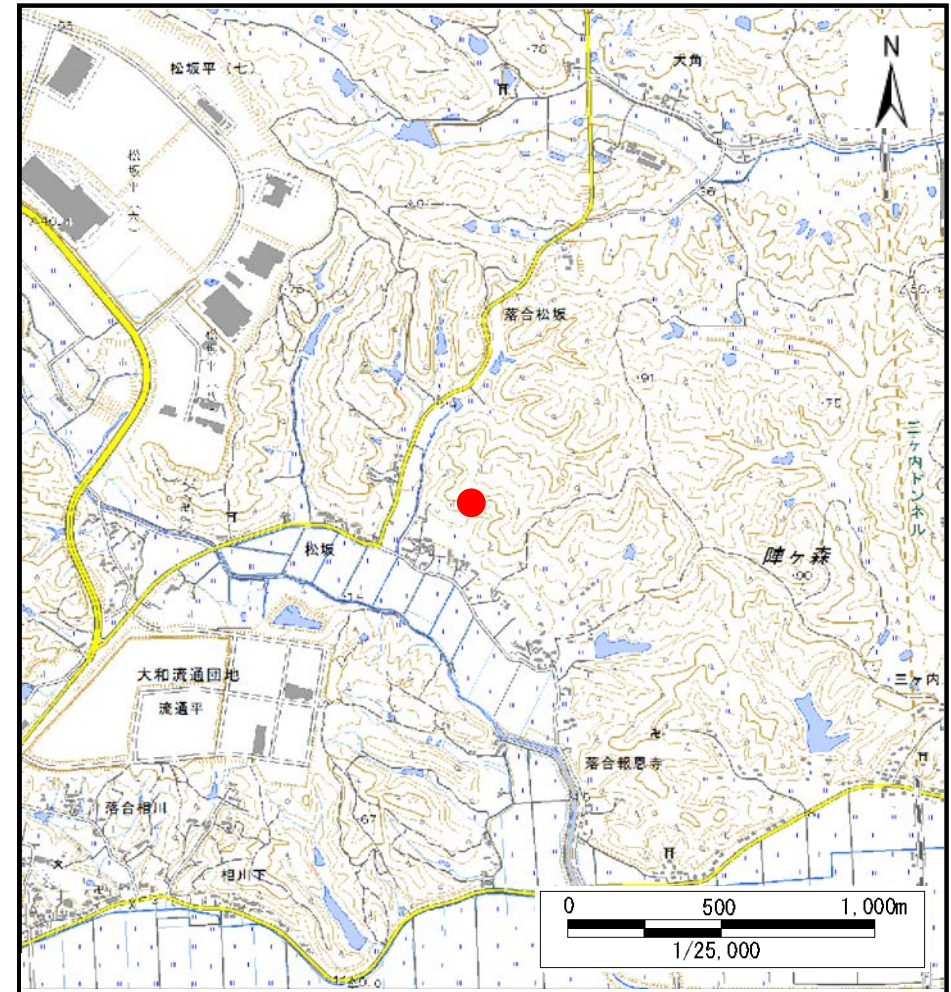 松坂平(七)
・76
大角
N
松坂平(六)
落合松坂
・91
・75
三ヶ内トンネル
松坂
陣ヶ森
・90
大和流通団地
流通平
三ヶ内
落合報恩寺
落合相川
・67
相川下
0 500 1,000m
1/25,000